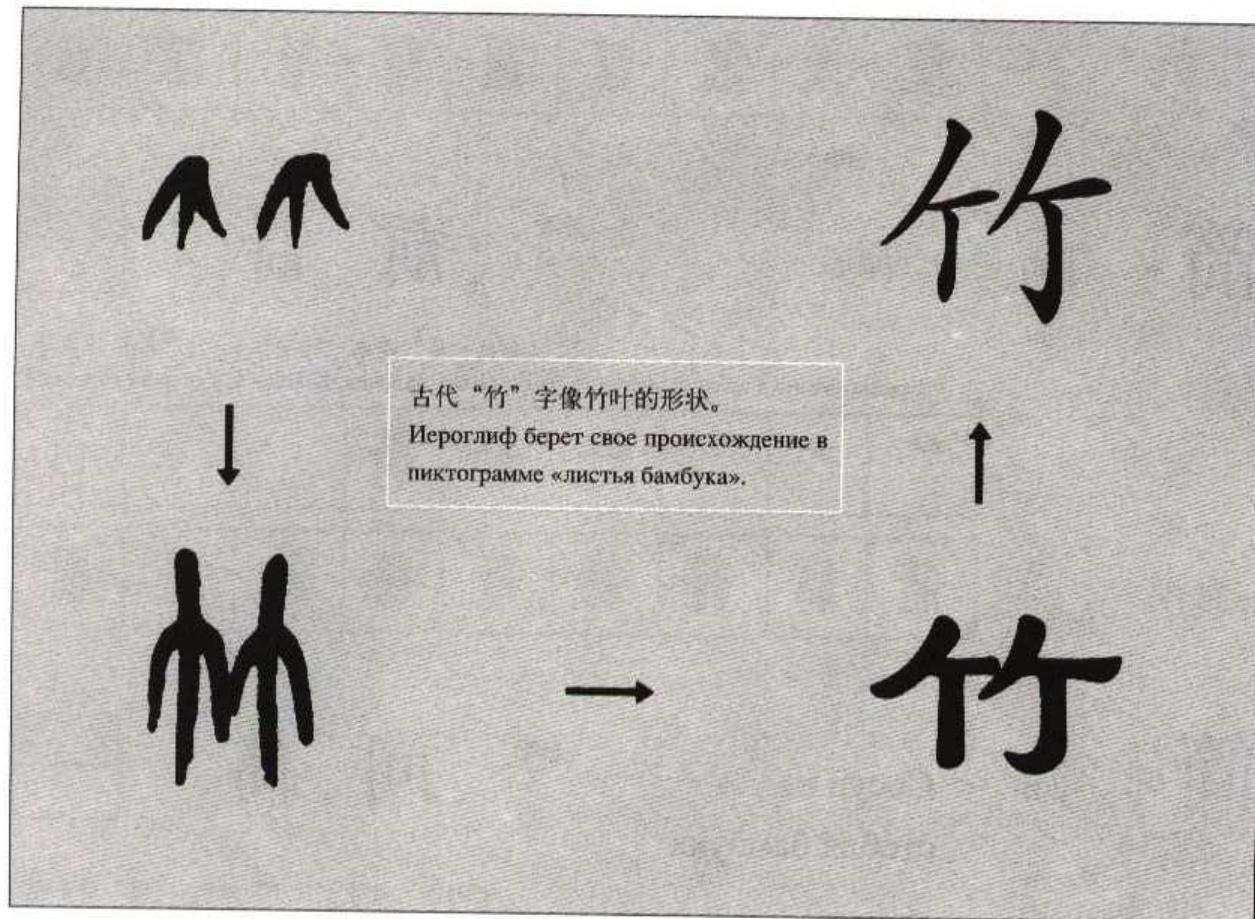 竹
古代“竹”字像竹叶的形状。
Иероглиф берет свое происхождение в
пиктограмме «листья бамбука».
竹